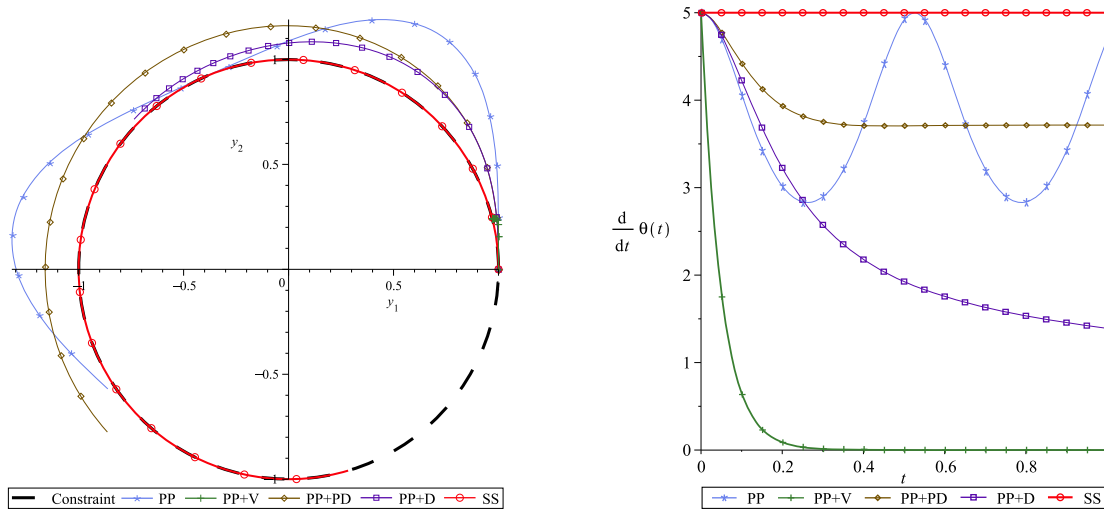 y₂
0.5
−1
−0.5
0
0.5
y₁
−0.5
Constraint PP PP+V PP+PD PP+D SS
5
4
3
2
1
0
d/dt θ(t)
0 0.2 0.4 0.6 0.8
t
PP PP+V PP+PD PP+D SS